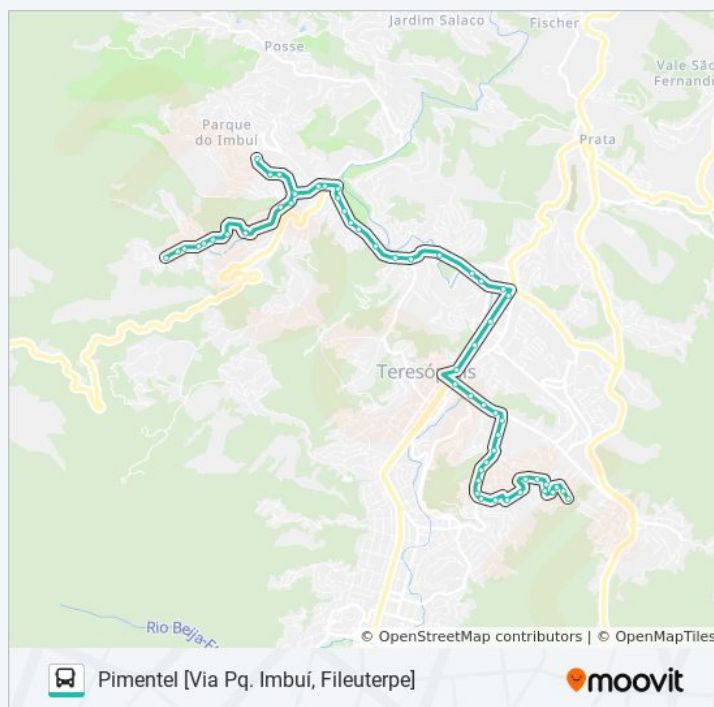 Jardim Salaco
Posse
Fischer
Vale São
Fernando
Parque
do Imbuí
Prata
Rio Beija-F
© OpenStreetMap contributors | © OpenMapTiles
Pimentel [Via Pq. Imbuí, Fileuterpe]
moovit